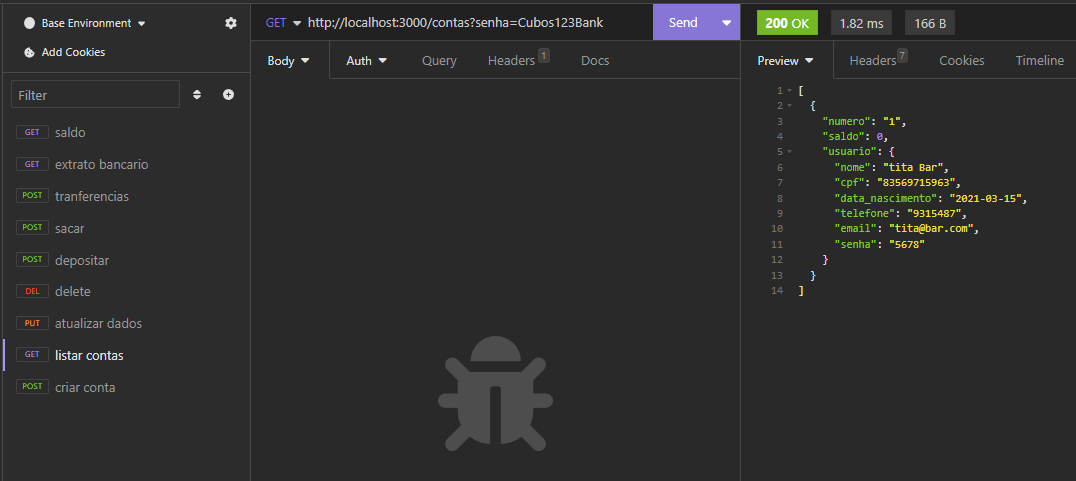 Base Environment
Add Cookies
Filter
GET saldo
GET extrato bancario
POST tranferencias
POST sacar
POST depositar
DEL delete
PUT atualizar dados
GET listar contas
POST criar conta
GET http://localhost:3000/contas?senha=Cubos123Bank Send
Body Auth Query Headers 1 Docs
200 OK 1.82 ms 166 B
Preview Headers 7 Cookies Timeline
1 [
2 {
3 "numero": "1",
4 "saldo": 0,
5 "usuario": {
6 "nome": "tita Bar",
7 "cpf": "83569715963",
8 "data_nascimento": "2021-03-15",
9 "telefone": "9315487",
10 "email": "tita@bar.com",
11 "senha": "5678"
12 }
13 }
14 ]